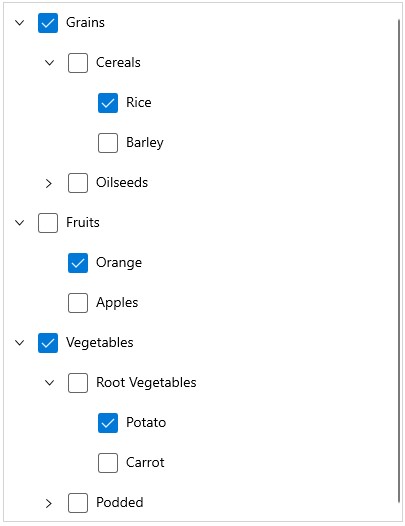 Grains
Cereals
Rice
Barley
Oilseeds
Fruits
Orange
Apples
Vegetables
Root Vegetables
Potato
Carrot
Podded